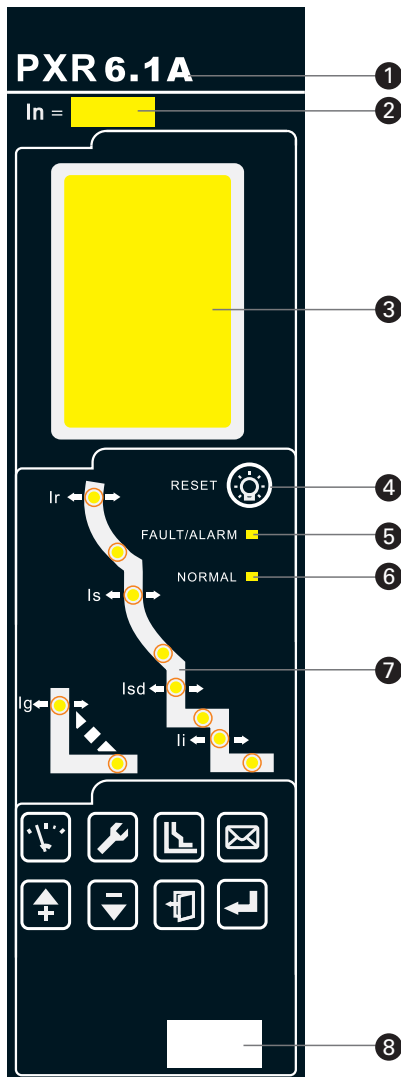 PXR 6.1A
1
In =
2
3
RESET
4
Ir
FAULT/ALARM
5
NORMAL
6
Is
7
Isd
Ig
Ii
8